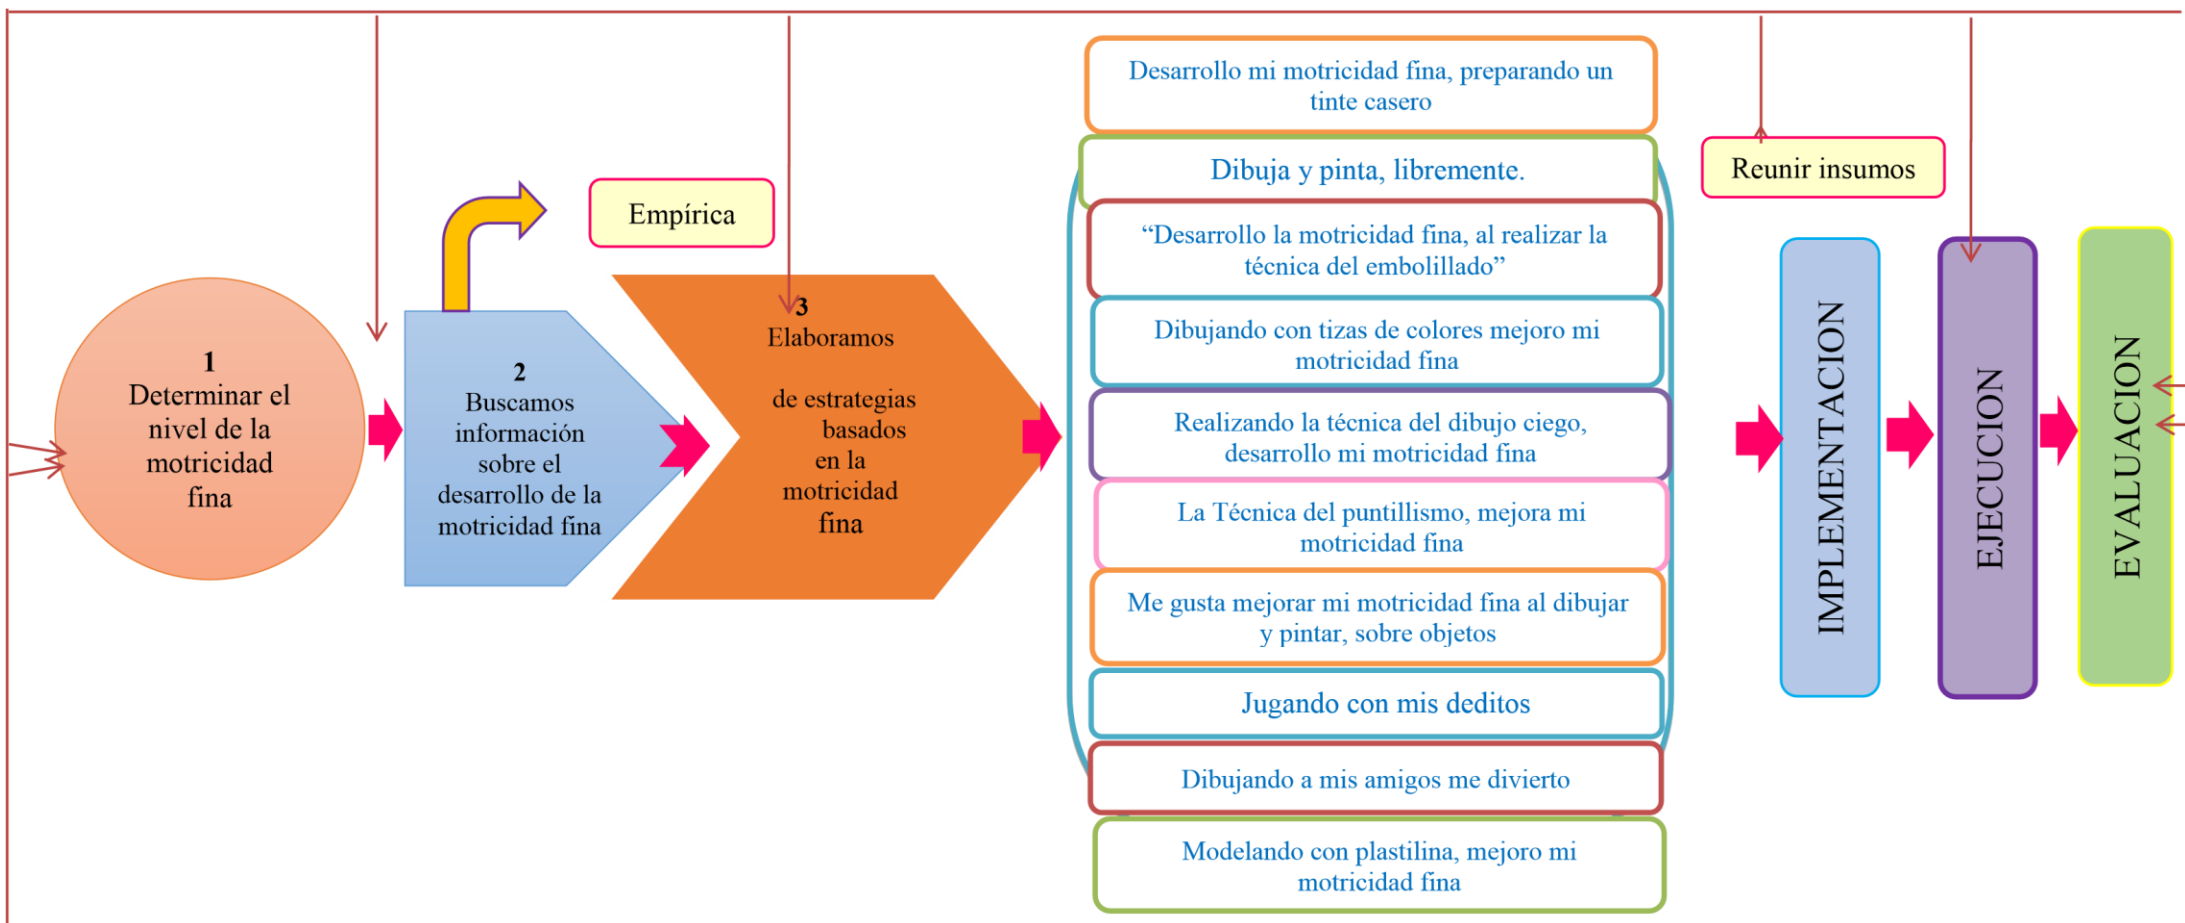 1
Determinar el
nivel de la
motricidad
fina
2
Buscamos
información
sobre el
desarrollo de la
motricidad fina
Empírica
3
Elaboramos
de estrategias
basados
en la
motricidad
fina
Desarrollo mi motricidad fina, preparando un
tinte casero
Dibuja y pinta, libremente.
“Desarrollo la motricidad fina, al realizar la
técnica del embolillado”
Dibujando con tizas de colores mejoro mi
motricidad fina
Realizando la técnica del dibujo ciego,
desarrollo mi motricidad fina
La Técnica del puntillismo, mejora mi
motricidad fina
Me gusta mejorar mi motricidad fina al dibujar
y pintar, sobre objetos
Jugando con mis deditos
Dibujando a mis amigos me divierto
Modelando con plastilina, mejoro mi
motricidad fina
Reunir insumos
IMPLEMENTACION
EJECUCION
EVALUACION